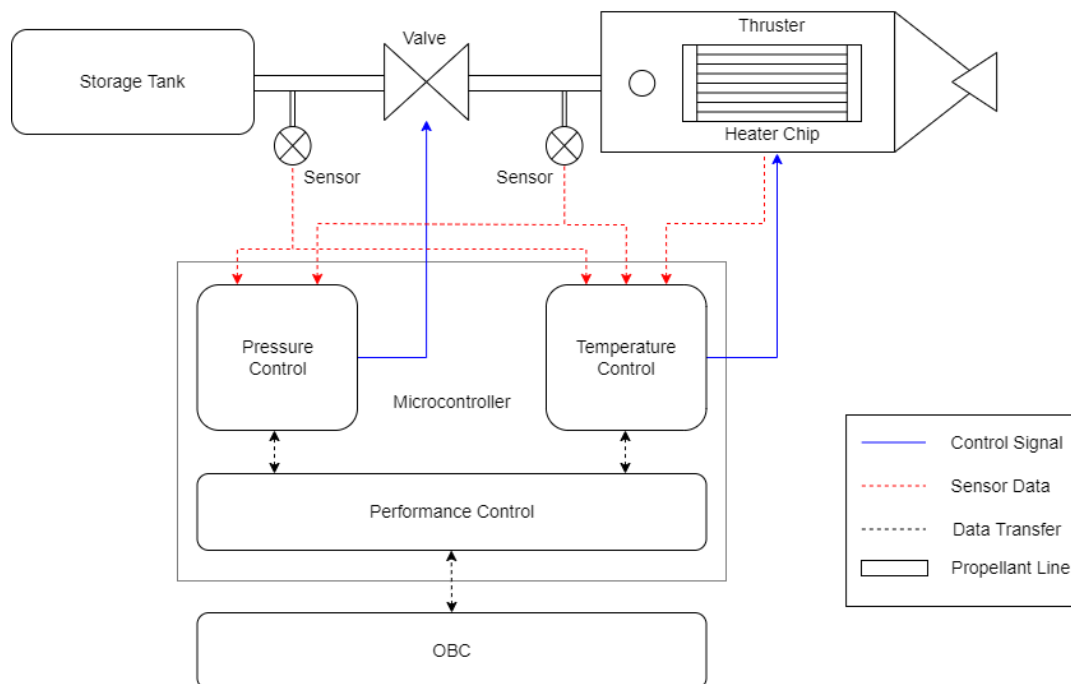 Storage Tank
Valve
Thruster
Heater Chip
Sensor
Sensor
Pressure
Control
Temperature
Control
Microcontroller
Performance Control
OBC
Control Signal
Sensor Data
Data Transfer
Propellant Line